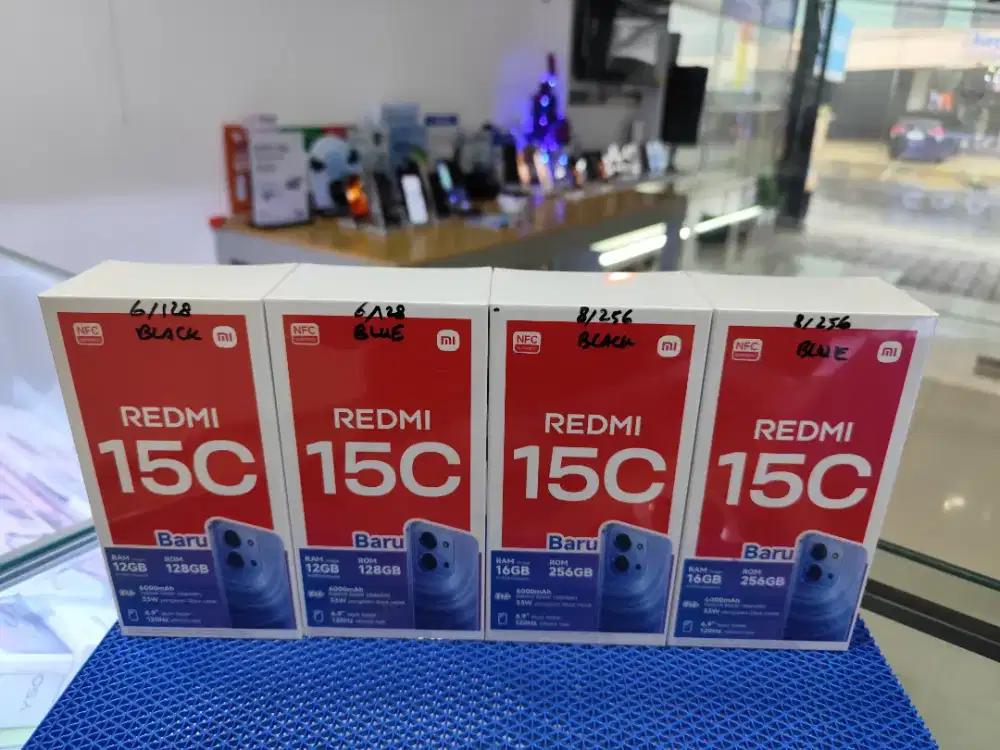 6/128
BLACK
NFC
mi
REDMI
15C
Baru
RAM
12GB
ROM
128GB
6000mAh
33W
6.9"
120Hz
6/128
BLUE
NFC
mi
REDMI
15C
Baru
RAM
12GB
ROM
128GB
6000mAh
33W
6.9"
120Hz
8/256
BLACK
NFC
mi
REDMI
15C
Baru
RAM
16GB
ROM
256GB
6000mAh
33W
6.9"
120Hz
8/256
BLUE
NFC
mi
REDMI
15C
Baru
RAM
16GB
ROM
256GB
6000mAh
33W
6.9"
120Hz